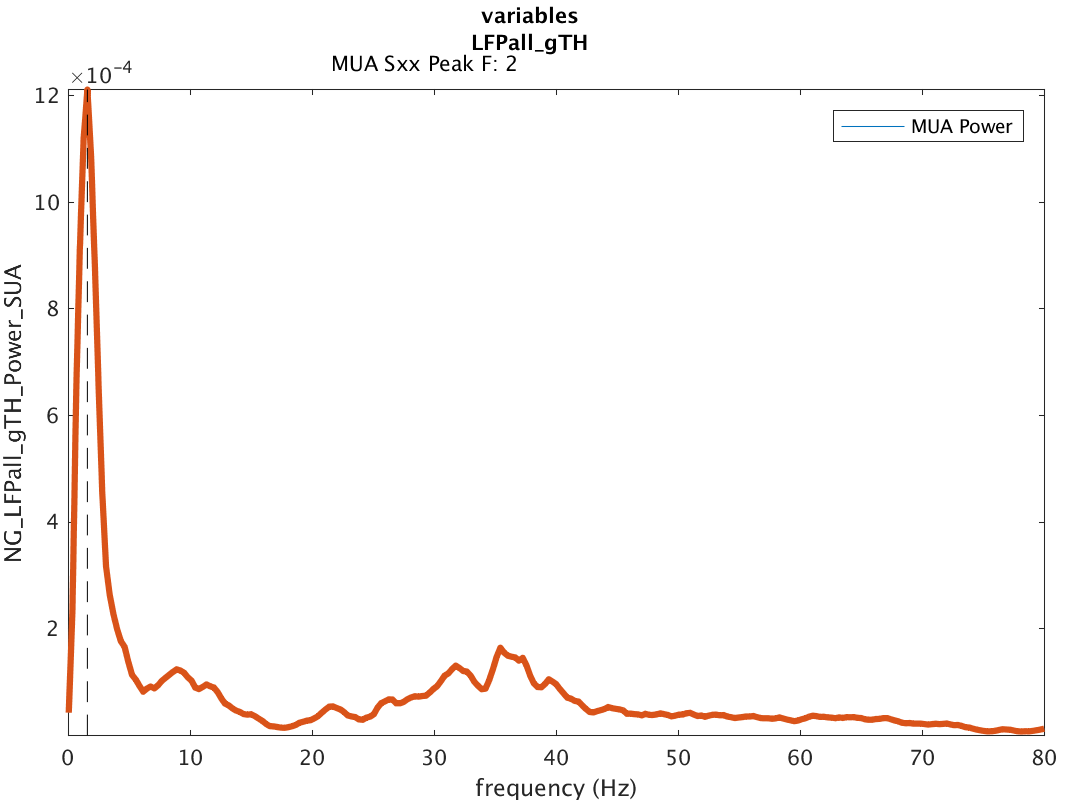 variables
LFPall_gTH
MUA Sxx Peak F: 2
×10⁻⁴
MUA Power
12
10
8
6
4
2
NG_LFPall_gTH_Power_SUA
0 10 20 30 40 50 60 70 80
frequency (Hz)